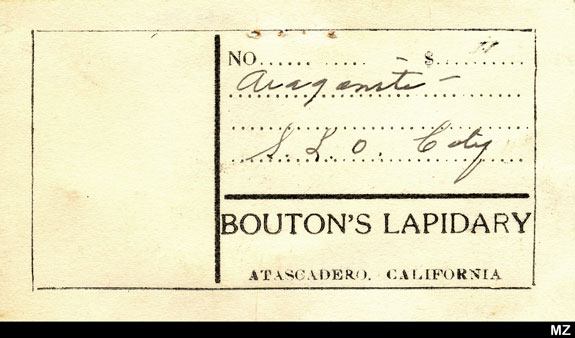 NO............ – $.........
Aragonite –
S. L. O. City
BOUTON'S LAPIDARY
ATASCADERO, CALIFORNIA
MZ